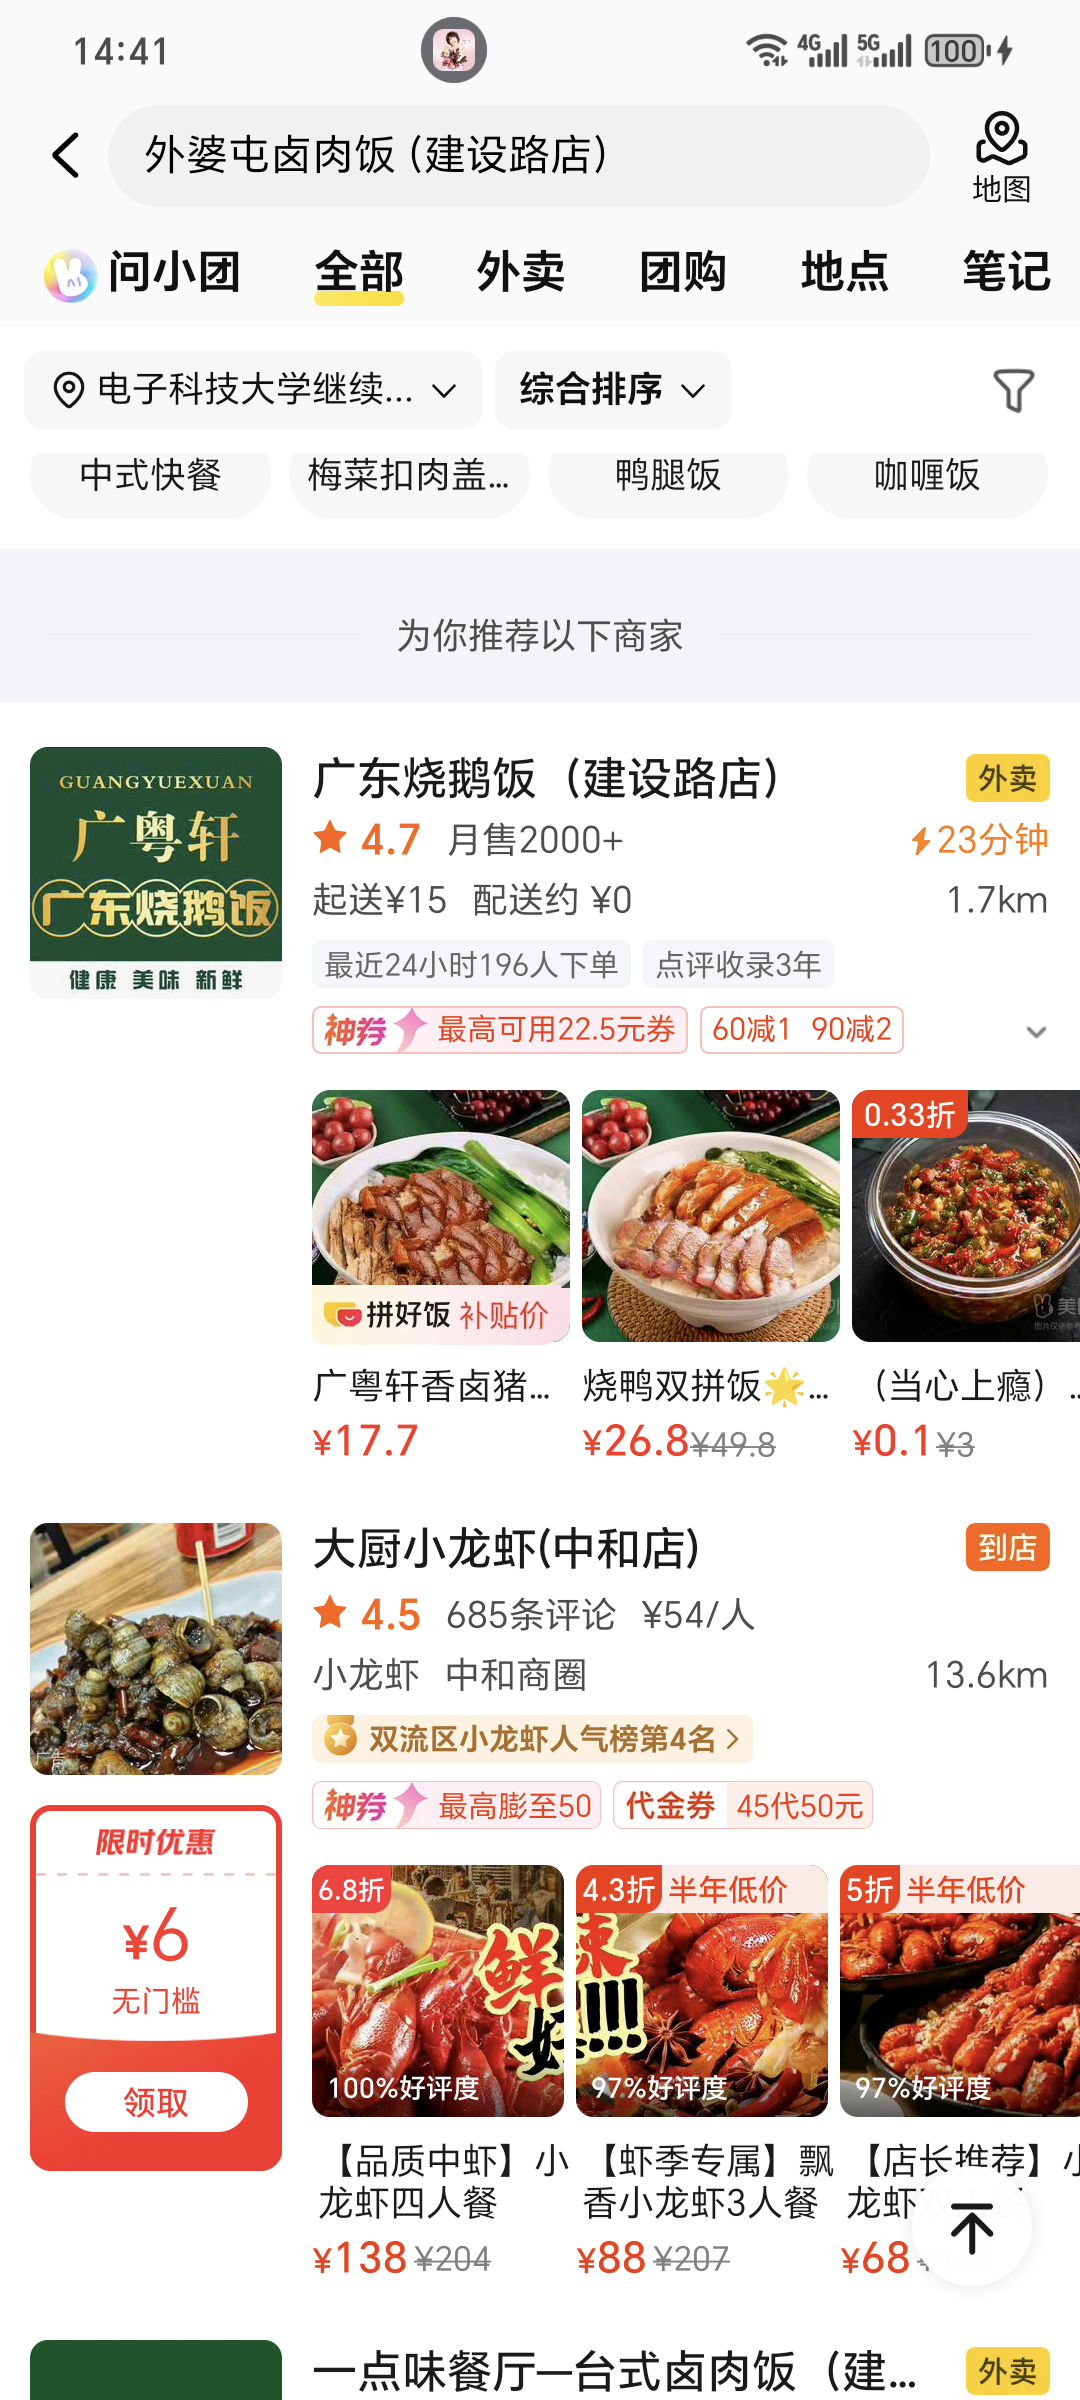 14:41
4G 5G 100
外婆屯卤肉饭 (建设路店)
地图
问小团 全部 外卖 团购 地点 笔记
电子科技大学继续... 综合排序
中式快餐 梅菜扣肉盖... 鸭腿饭 咖喱饭
为你推荐以下商家
GUANGYUEXUAN
广粤轩
广东烧鹅饭
健康 美味 新鲜
广东烧鹅饭（建设路店） 外卖
4.7 月售2000+ 23分钟
起送¥15 配送约 ¥0 1.7km
最近24小时196人下单 点评收录3年
神券 最高可用22.5元券 60减1 90减2
0.33折
拼好饭 补贴价
广粤轩香卤猪... 烧鸭双拼饭🌟... （当心上瘾）...
¥17.7 ¥26.8 ¥49.8 ¥0.1 ¥3
大厨小龙虾(中和店) 到店
4.5 685条评论 ¥54/人
小龙虾 中和商圈 13.6km
双流区小龙虾人气榜第4名
广告
神券 最高膨至50 代金券 45代50元
限时优惠
¥6
无门槛
领取
6.8折 4.3折 半年低价 5折 半年低价
鲜
好!!!
100%好评度 97%好评度 97%好评度
【品质中虾】小 【虾季专属】飘 【店长推荐】小
龙虾四人餐 香小龙虾3人餐 龙虾双人餐
¥138 ¥204 ¥88 ¥207 ¥68
一点味餐厅—台式卤肉饭（建... 外卖